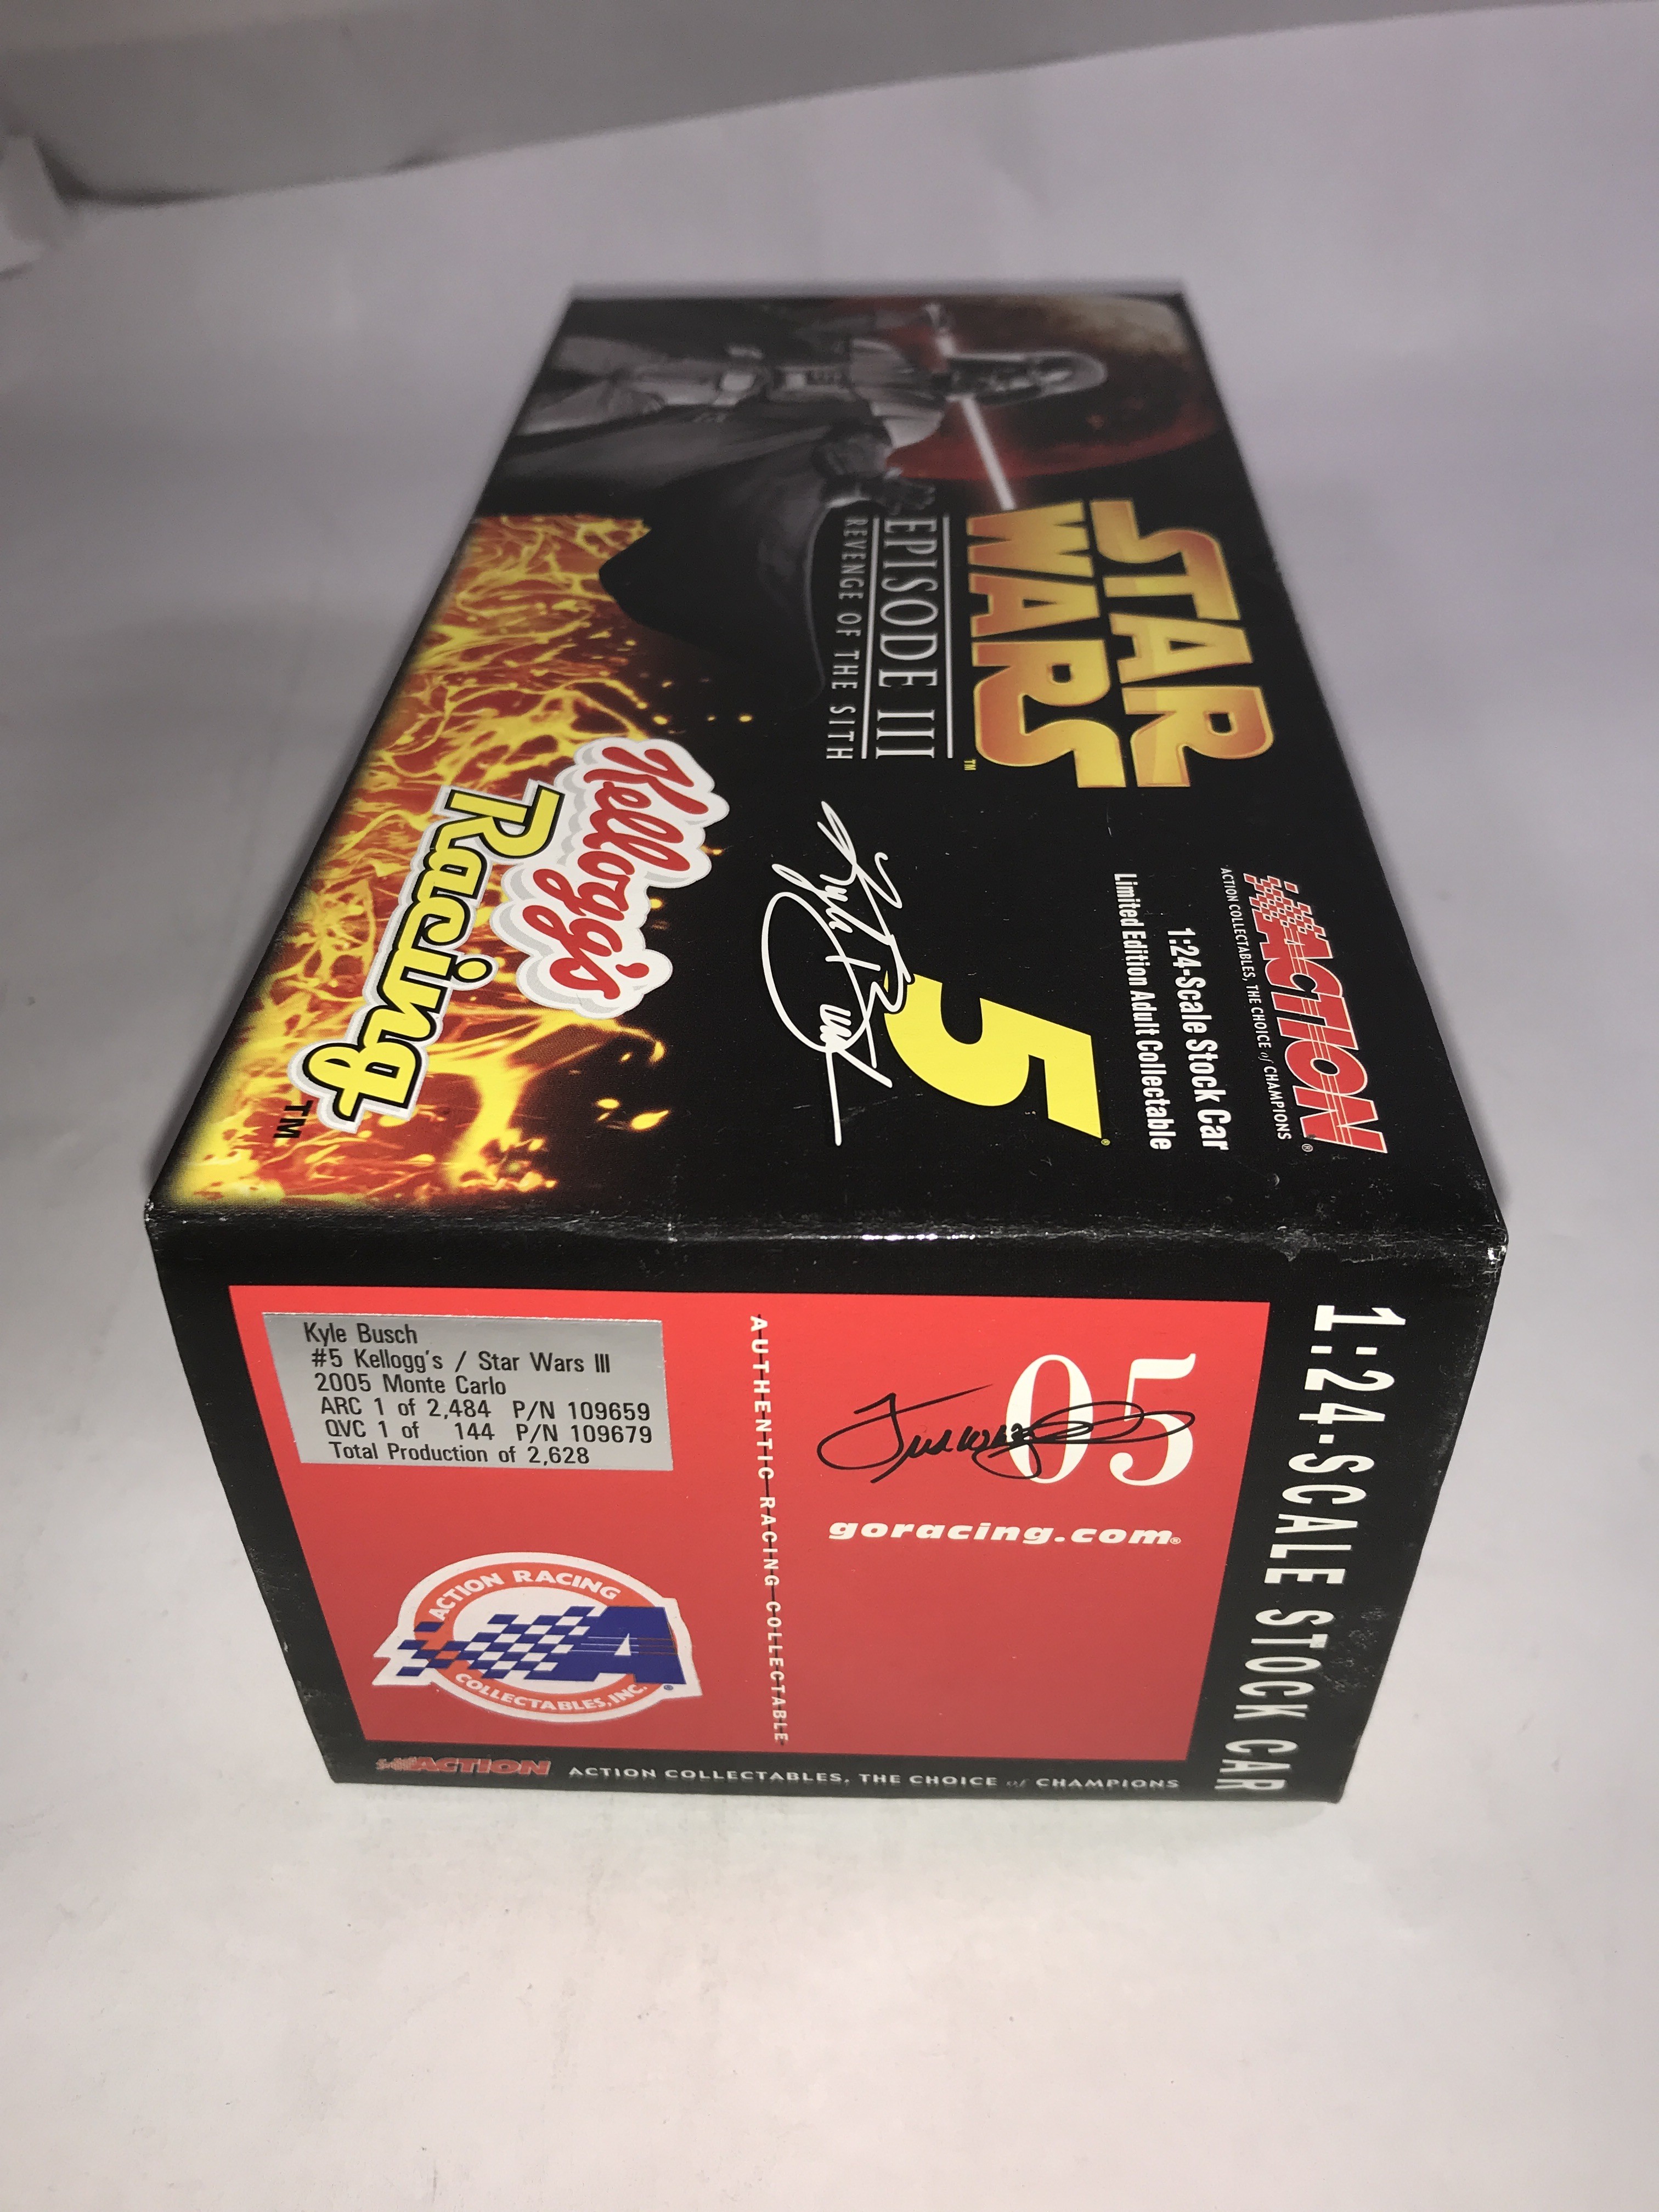 STAR
WARS
TM
EPISODE III
REVENGE OF THE SITH
ACTION®
ACTION COLLECTABLES, THE CHOICE of CHAMPIONS
1:24-Scale Stock Car
Limited Edition Adult Collectable
5®
Kyle Busch
Kellogg's
Racing
TM
1:24-SCALE STOCK CAR
05
goracing.com®
AUTHENTIC RACING COLLECTABLE
Kyle Busch
#5 Kellogg's / Star Wars III
2005 Monte Carlo
ARC 1 of 2,484 P/N 109659
QVC 1 of 144 P/N 109679
Total Production of 2,628
ACTION RACING
A®
COLLECTABLES, INC.
ACTION ACTION COLLECTABLES, THE CHOICE of CHAMPIONS